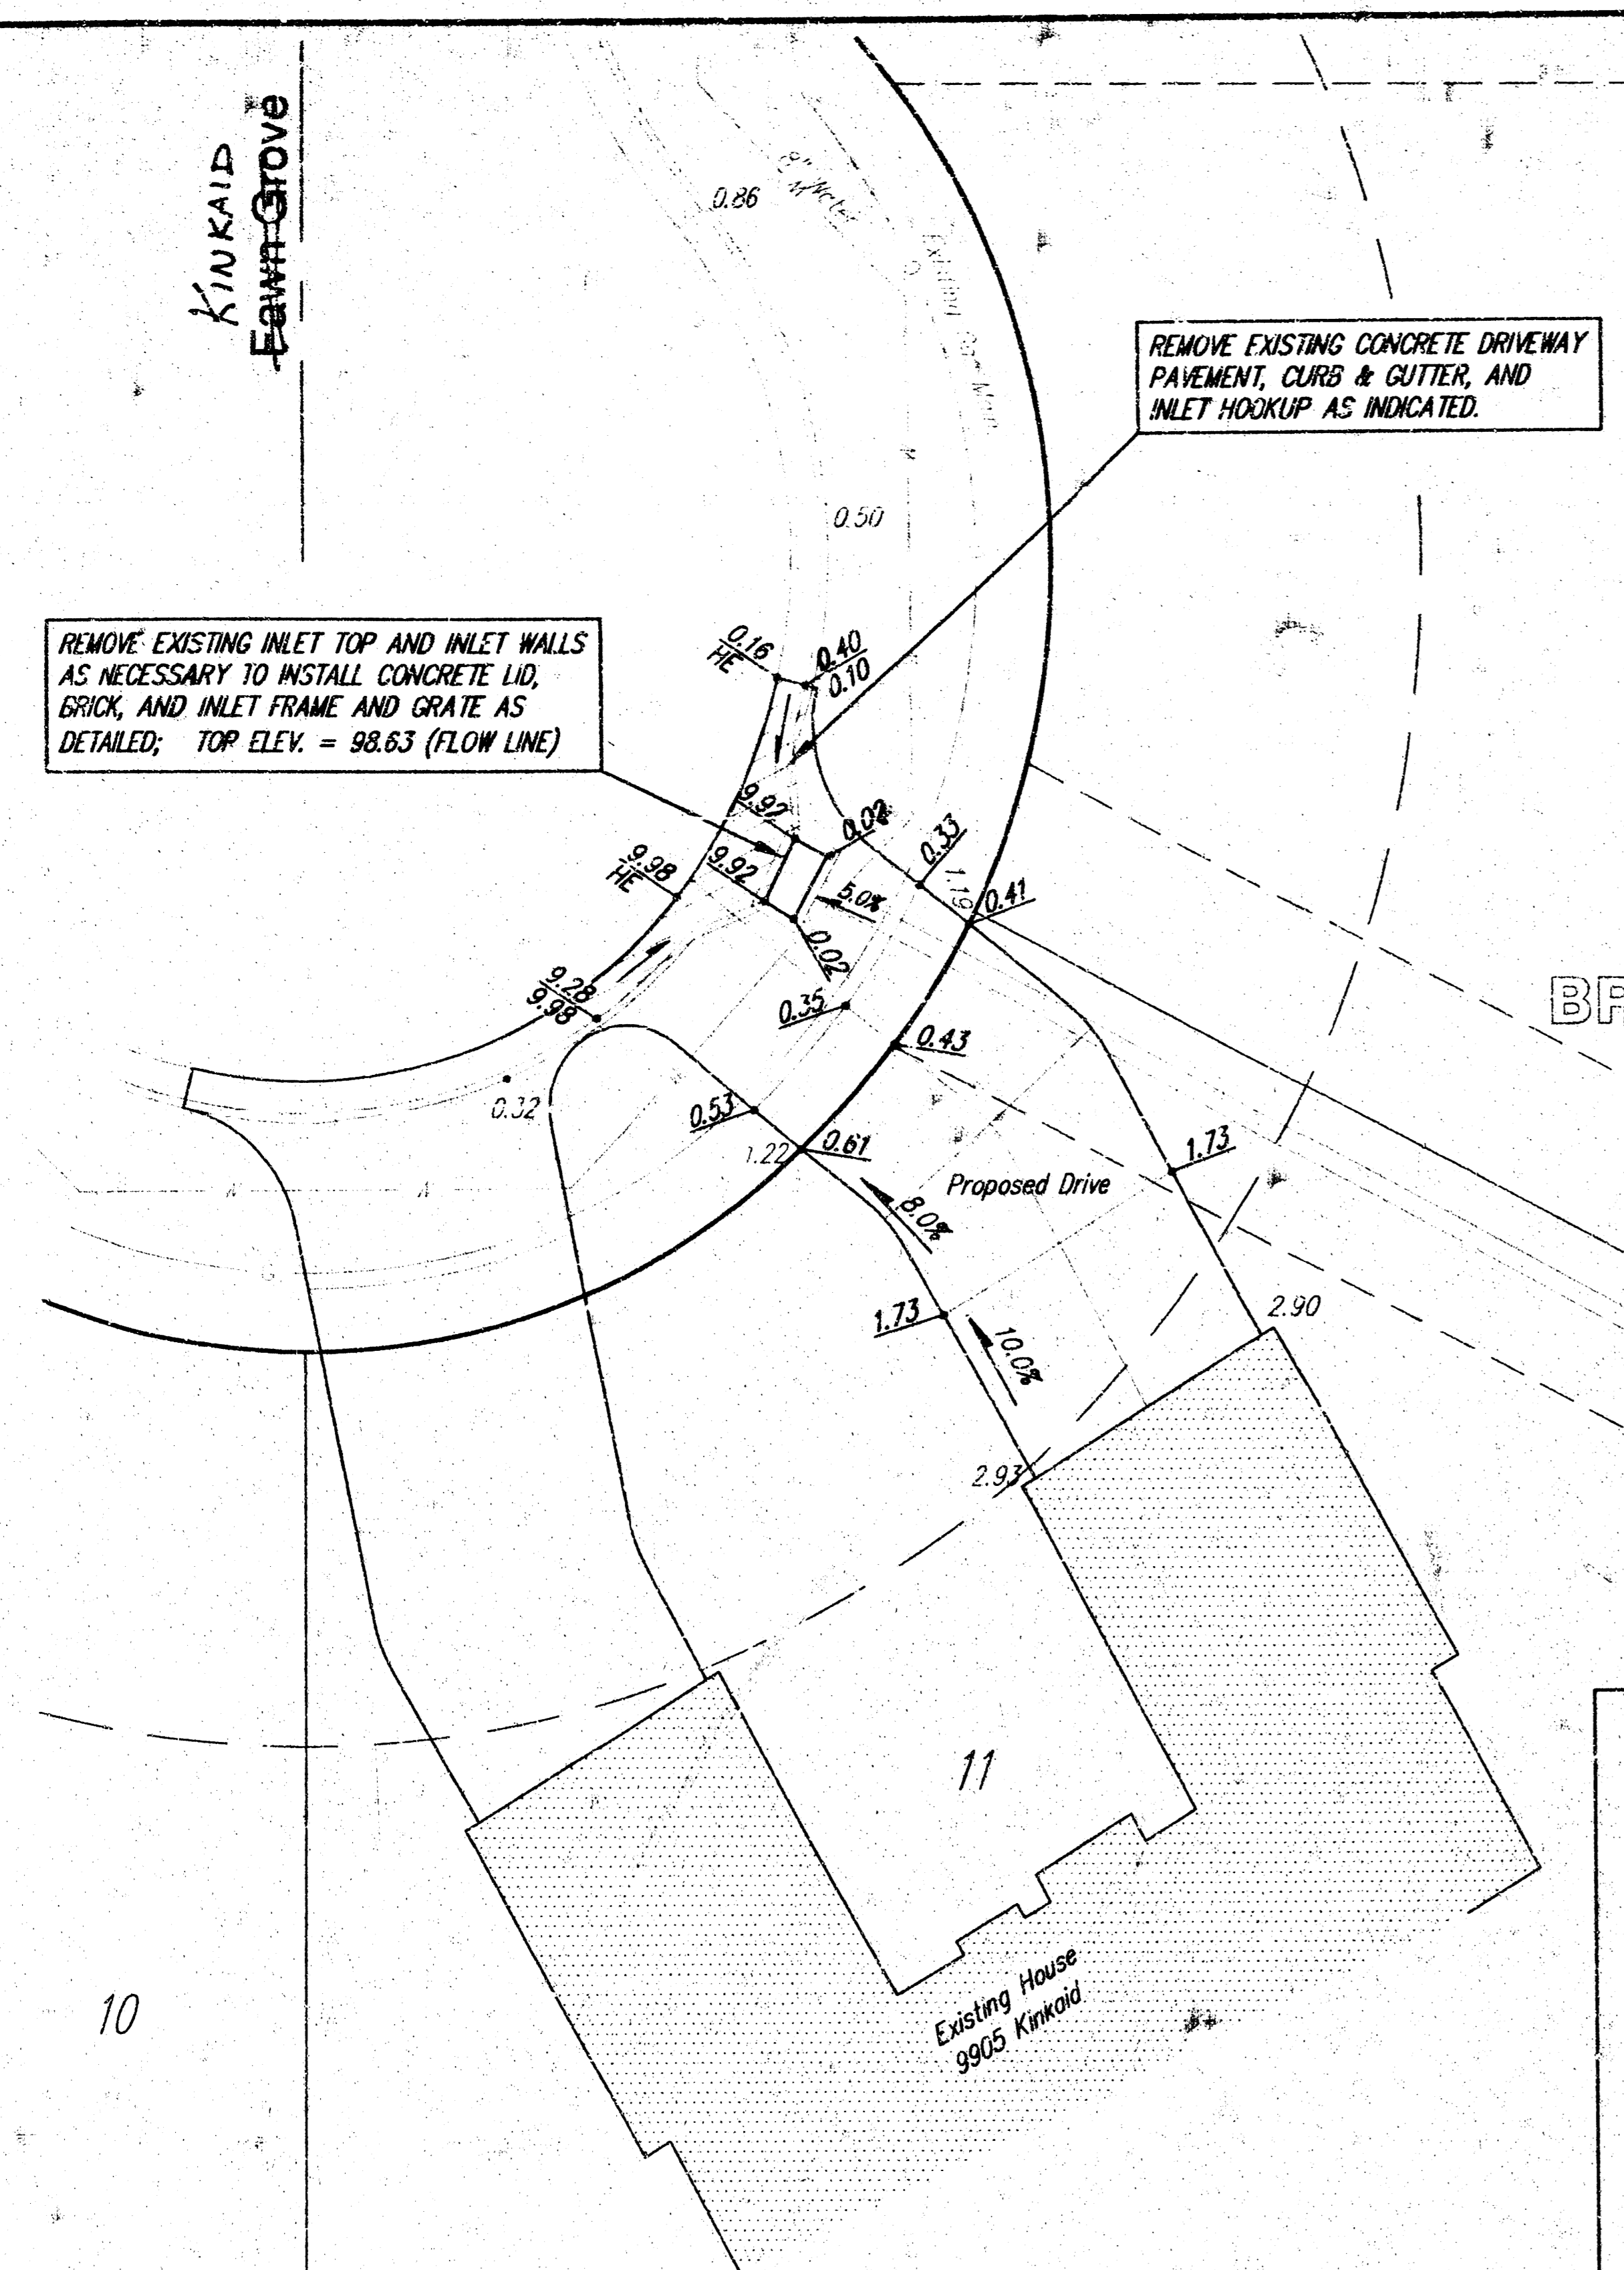 KINKAID
Fawn Grove
0.86
8" Water
REMOVE EXISTING CONCRETE DRIVEWAY
PAVEMENT, CURB & GUTTER, AND
INLET HOOKUP AS INDICATED.
0.50
REMOVE EXISTING INLET TOP AND INLET WALLS
AS NECESSARY TO INSTALL CONCRETE LID,
BRICK, AND INLET FRAME AND GRATE AS
DETAILED; TOP ELEV. = 98.63 (FLOW LINE)
0.16
HE
0.40
0.10
9.92
0.02
0.33
9.98
HE
9.92
5.0%
1.19
0.41
0.02
9.28
9.98
0.35
0.43
BR
0.32
0.53
1.22
0.61
1.73
Proposed Drive
8.0%
1.73
2.90
10.0%
2.93
11
Existing House
9905 Kinkaid
10